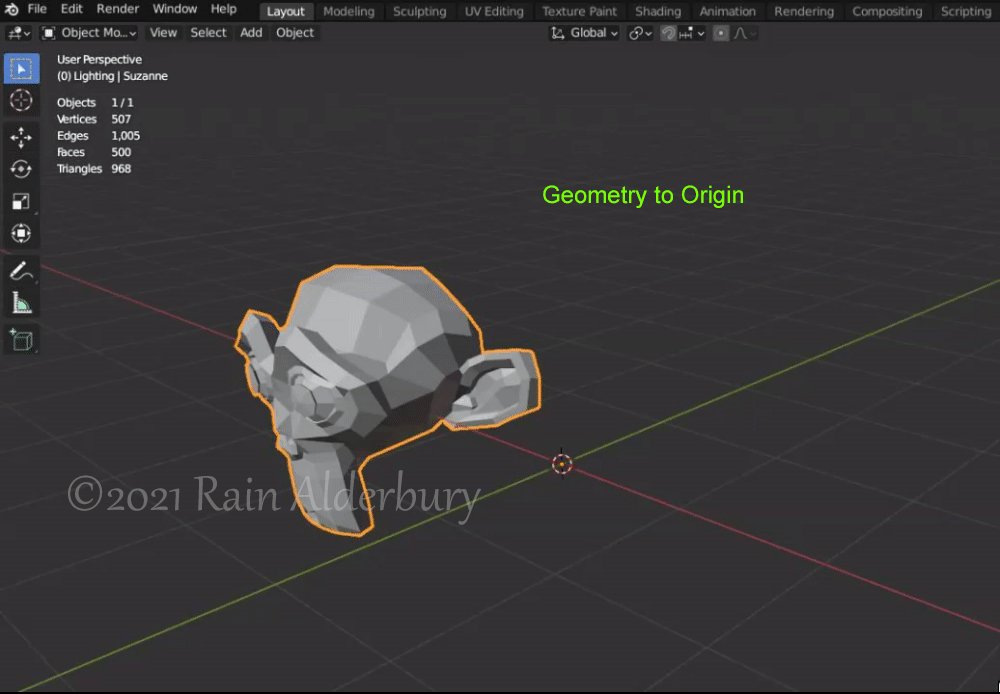 File Edit Render Window Help Layout Modeling Sculpting UV Editing Texture Paint Shading Animation Rendering Compositing Scripting
Object Mo... View Select Add Object Global
User Perspective
(0) Lighting | Suzanne
Objects 1 / 1
Vertices 507
Edges 1,005
Faces 500
Triangles 968
Geometry to Origin
©2021 Rain Alderbury